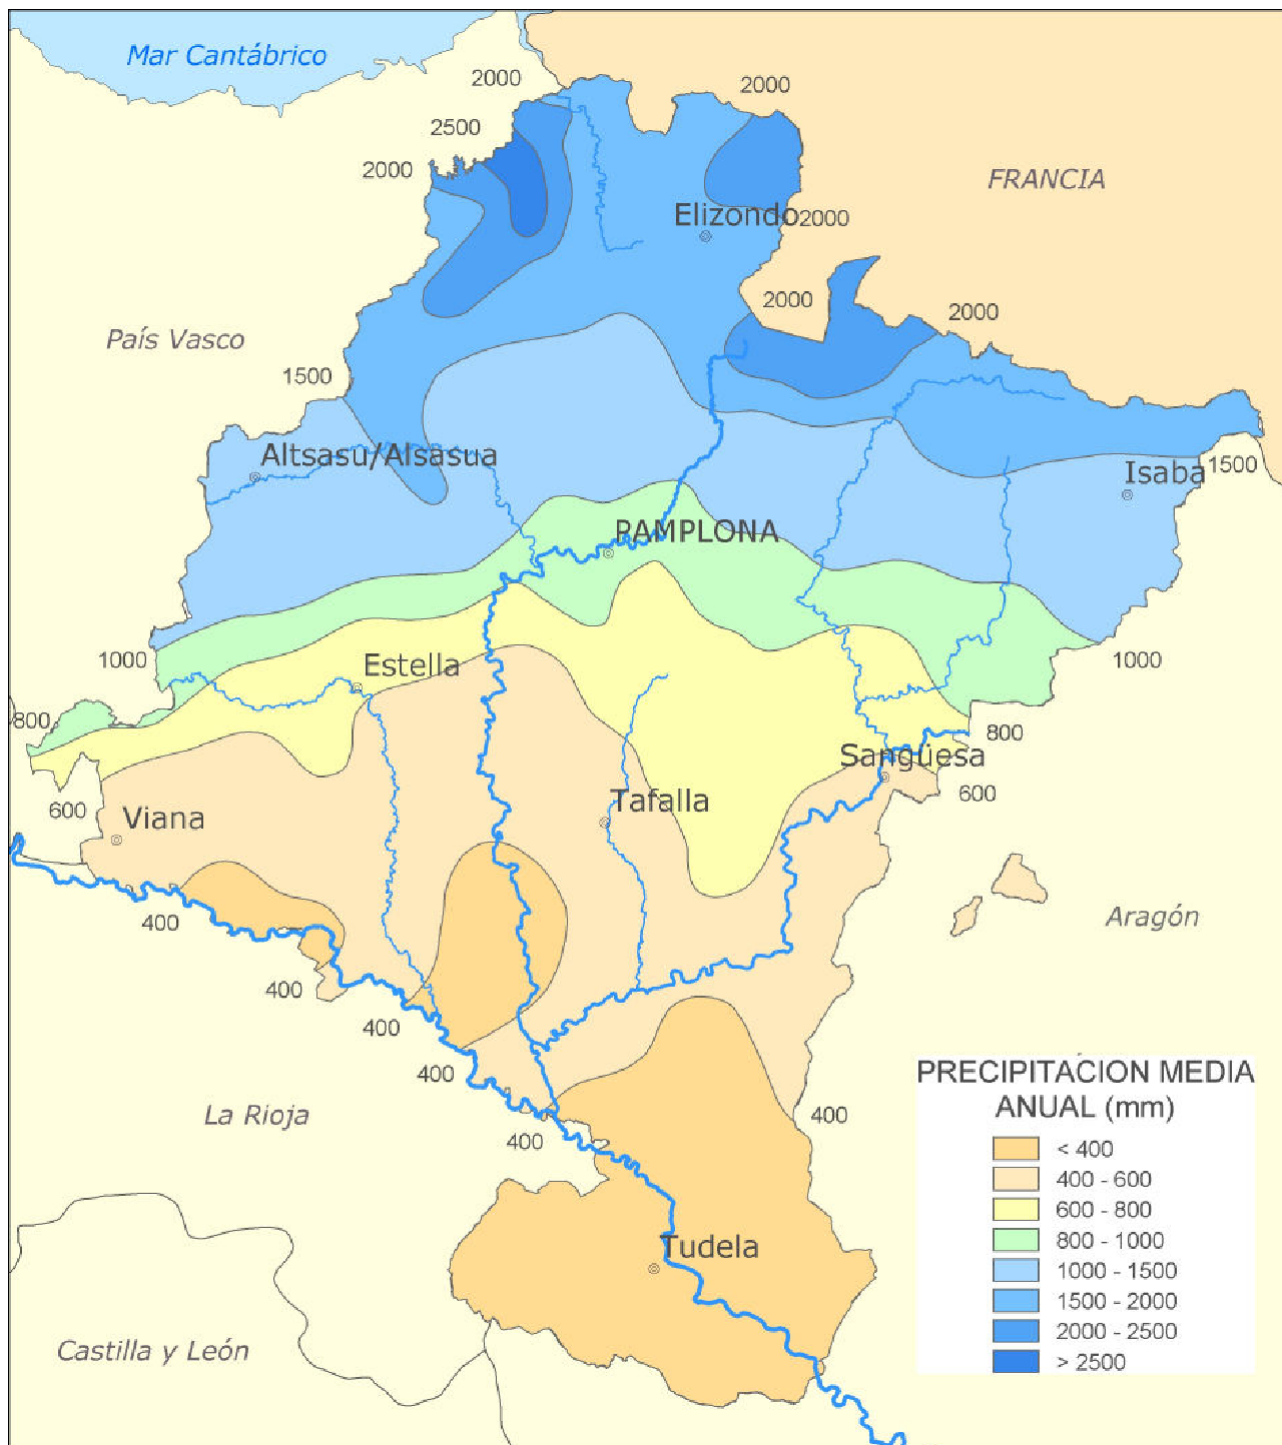 Mar Cantábrico
2000
2000
2500
2000
FRANCIA
Elizondo
2000
2000
2000
País Vasco
1500
Altsasu/Alsasua
Isaba
1500
PAMPLONA
1000
1000
Estella
800
800
Sangüesa
600
600
Viana
Tafalla
400
Aragón
400
400
400
400
400
La Rioja
Tudela
Castilla y León
PRECIPITACIÓN MEDIA
ANUAL (mm)
< 400
400 - 600
600 - 800
800 - 1000
1000 - 1500
1500 - 2000
2000 - 2500
> 2500